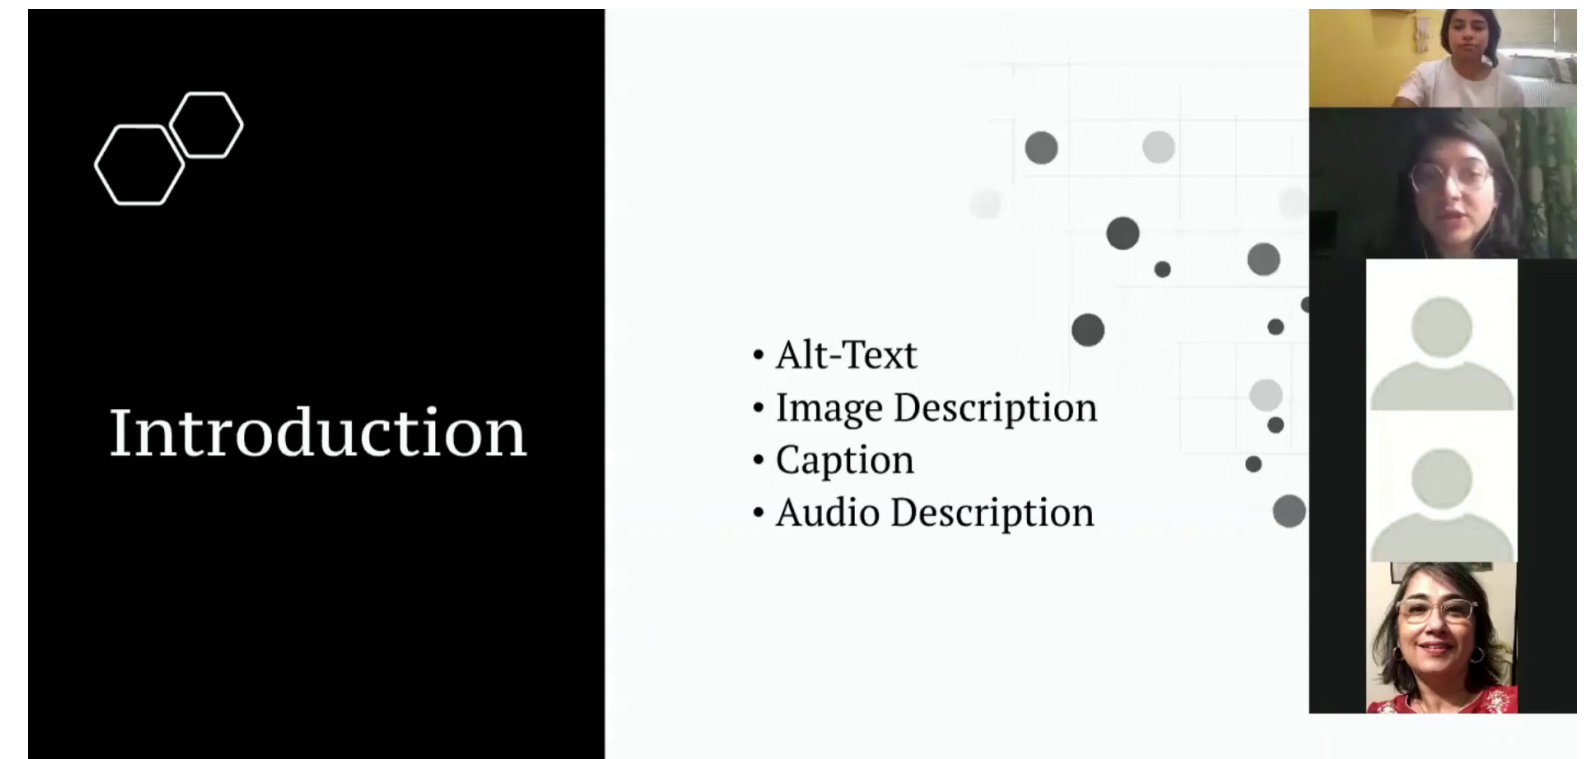 Introduction
• Alt-Text
• Image Description
• Caption
• Audio Description